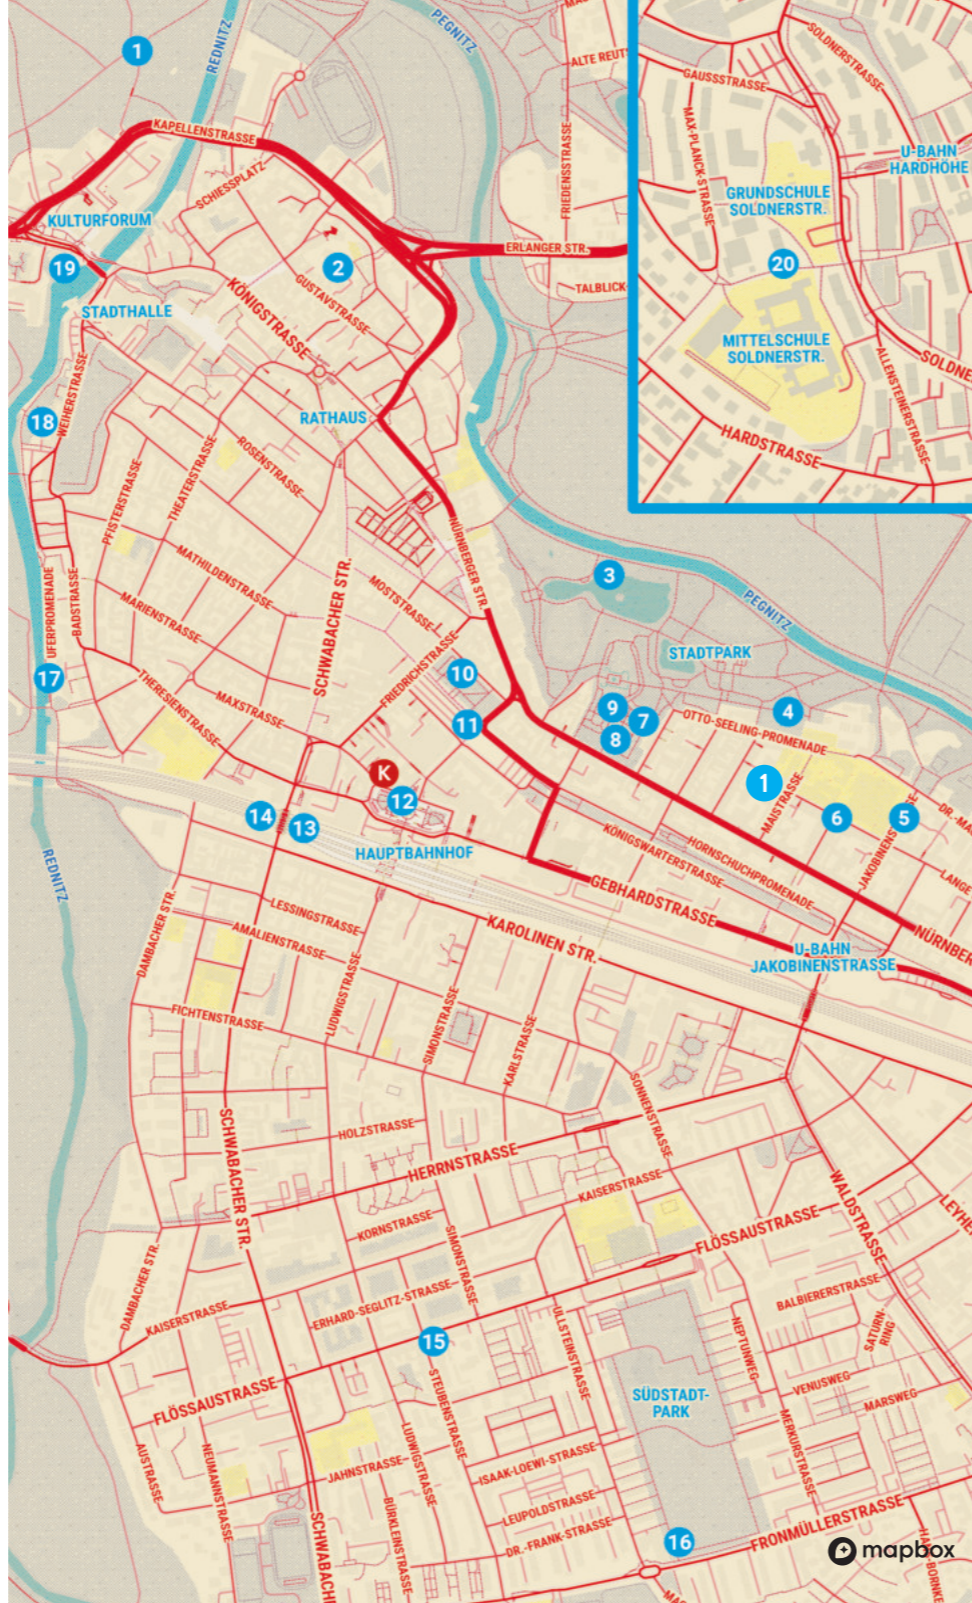 REDNITZ
PEGNITZ
1
ALTE REUT
SOLDNERSTRASSE
GAUSSSTRASSE
MAX-PLANCK-STRASSE
KAPELLENSTRASSE
FRIEDENSSTRASSE
U-BAHN
HARDHÖHE
SCHIESSPLATZ
GRUNDSCHULE
SOLDNERSTR.
KULTURFORUM
ERLANGER STR.
19
2
20
GUSTAVSTRASSE
KÖNIGSTRASSE
TALBLICK-
STADTHALLE
MITTELSCHULE
SOLDNERSTR.
SOLDNE
ALLENSTEINERSTRASSE
WEIHERSTRASSE
18
RATHAUS
HARDSTRASSE
ROSENSTRASSE
THEATERSTRASSE
PFISTERSTRASSE
NÜRNBERGER STR.
MATHILDENSTRASSE
MOSTSTRASSE
3
PEGNITZ
UFERPROMENADE
BADSTRASSE
MARIENSTRASSE
SCHWABACHER STR.
STADTPARK
FRIEDRICHSTRASSE
10
17
THERESIENSTRASSE
MAXSTRASSE
11
9
7
8
4
OTTO-SEELING-PROMENADE
K
12
1
MAISTRASSE
6
5
DR.-MA
14
13
HAUPTBAHNHOF
JAKOBINENSTRASSE
KÖNIGSWARTERSTRASSE
HORNSCHUCHPROMENADE
LANGE
REDNITZ
GEBHARDSTRASSE
LESSINGSTRASSE
DAMBACHER STR.
AMALIENSTRASSE
KAROLINEN STR.
NÜRNBER
U-BAHN
JAKOBINENSTRASSE
LUDWIGSTRASSE
FICHTENSTRASSE
SIMONSTRASSE
KARLSTRASSE
SONNENSTRASSE
SCHWABACHER STR.
HOLZSTRASSE
HERRNSTRASSE
KAISERSTRASSE
WALDSTRASSE
KORNSTRASSE
SIMONSTRASSE
FLÖSSAUSTRASSE
LEYHE
DAMBACHER STR.
KAISERSTRASSE
ERHARD-SEGLITZ-STRASSE
BALBIERERSTRASSE
SATURN-
RING
15
ULLSTEINSTRASSE
NEPTUNWEG
FLÖSSAUSTRASSE
STEUBENSTRASSE
SÜDSTADT-
PARK
VENUSWEG
MARSWEG
MERKURSTRASSE
AUSTRASSE
NEUMANNSTRASSE
LUDWIGSTRASSE
JAHNSTRASSE
ISAAK-LOEWI-STRASSE
BÜRKLEINSTRASSE
LEUPOLDSTRASSE
SCHWABACH
DR.-FRANK-STRASSE
16
FRONMÜLLERSTRASSE
mapbox